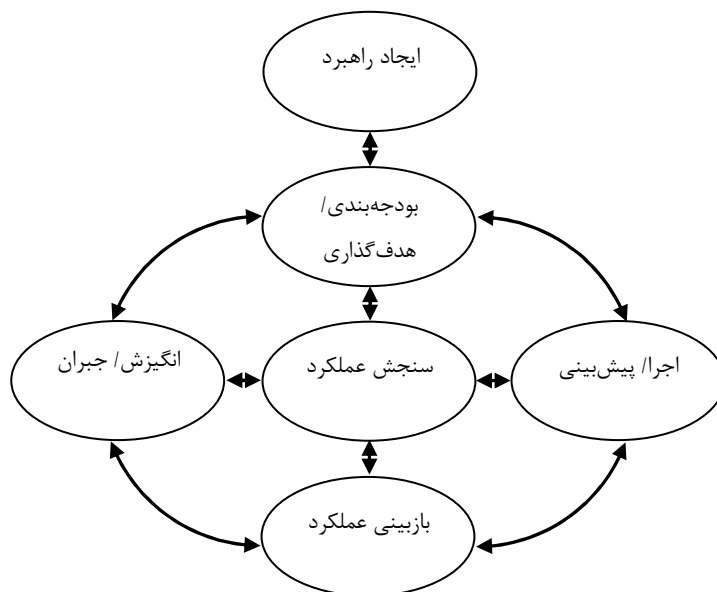 ایجاد راهبرد
بودجه‌بندی/
هدف‌گذاری
اجرا/ پیش‌بینی
سنجش عملکرد
انگیزش/ جبران
بازبینی عملکرد